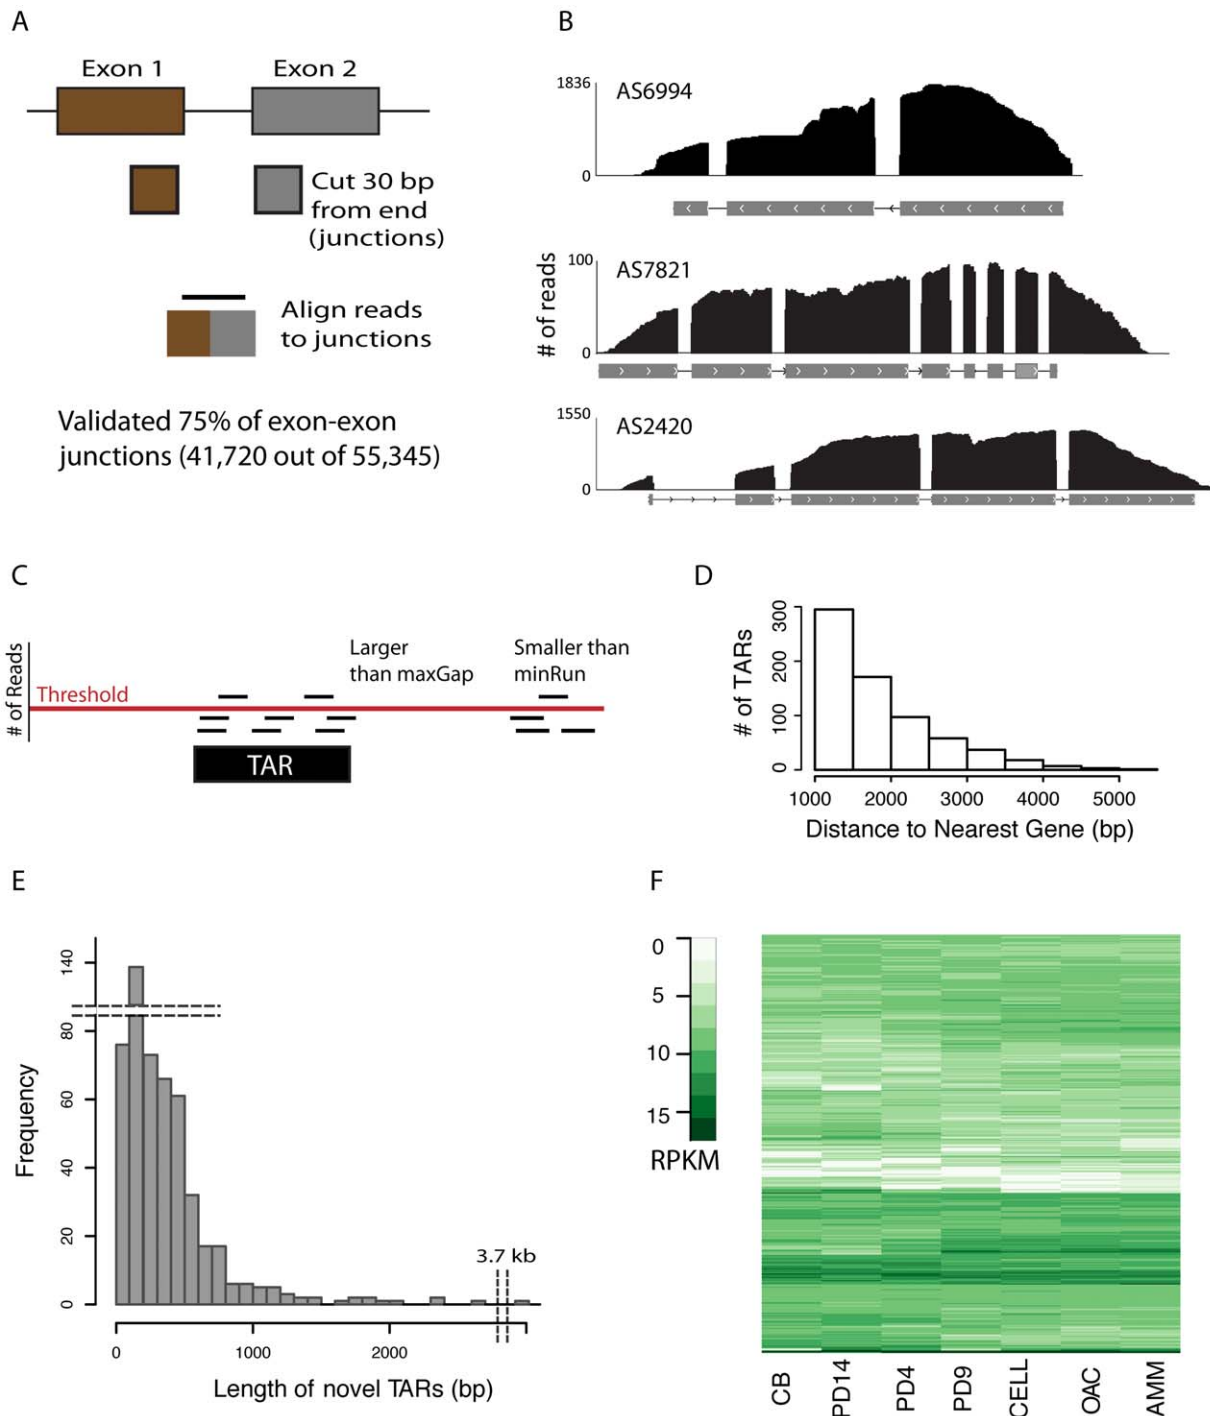 A
Exon 1
Exon 2
Cut 30 bp
from end
(junctions)
Align reads
to junctions
Validated 75% of exon-exon
junctions (41,720 out of 55,345)
B
1836
AS6994
0
# of reads
100
AS7821
0
1550
AS2420
0
C
# of Reads
Threshold
Larger
than maxGap
Smaller than
minRun
TAR
D
# of TARs
300
200
100
0
1000
2000
3000
4000
5000
Distance to Nearest Gene (bp)
E
Frequency
140
80
60
40
20
0
3.7 kb
0
1000
2000
Length of novel TARs (bp)
F
0
5
10
15
RPKM
CB
PD14
PD4
PD9
CELL
OAC
AMM